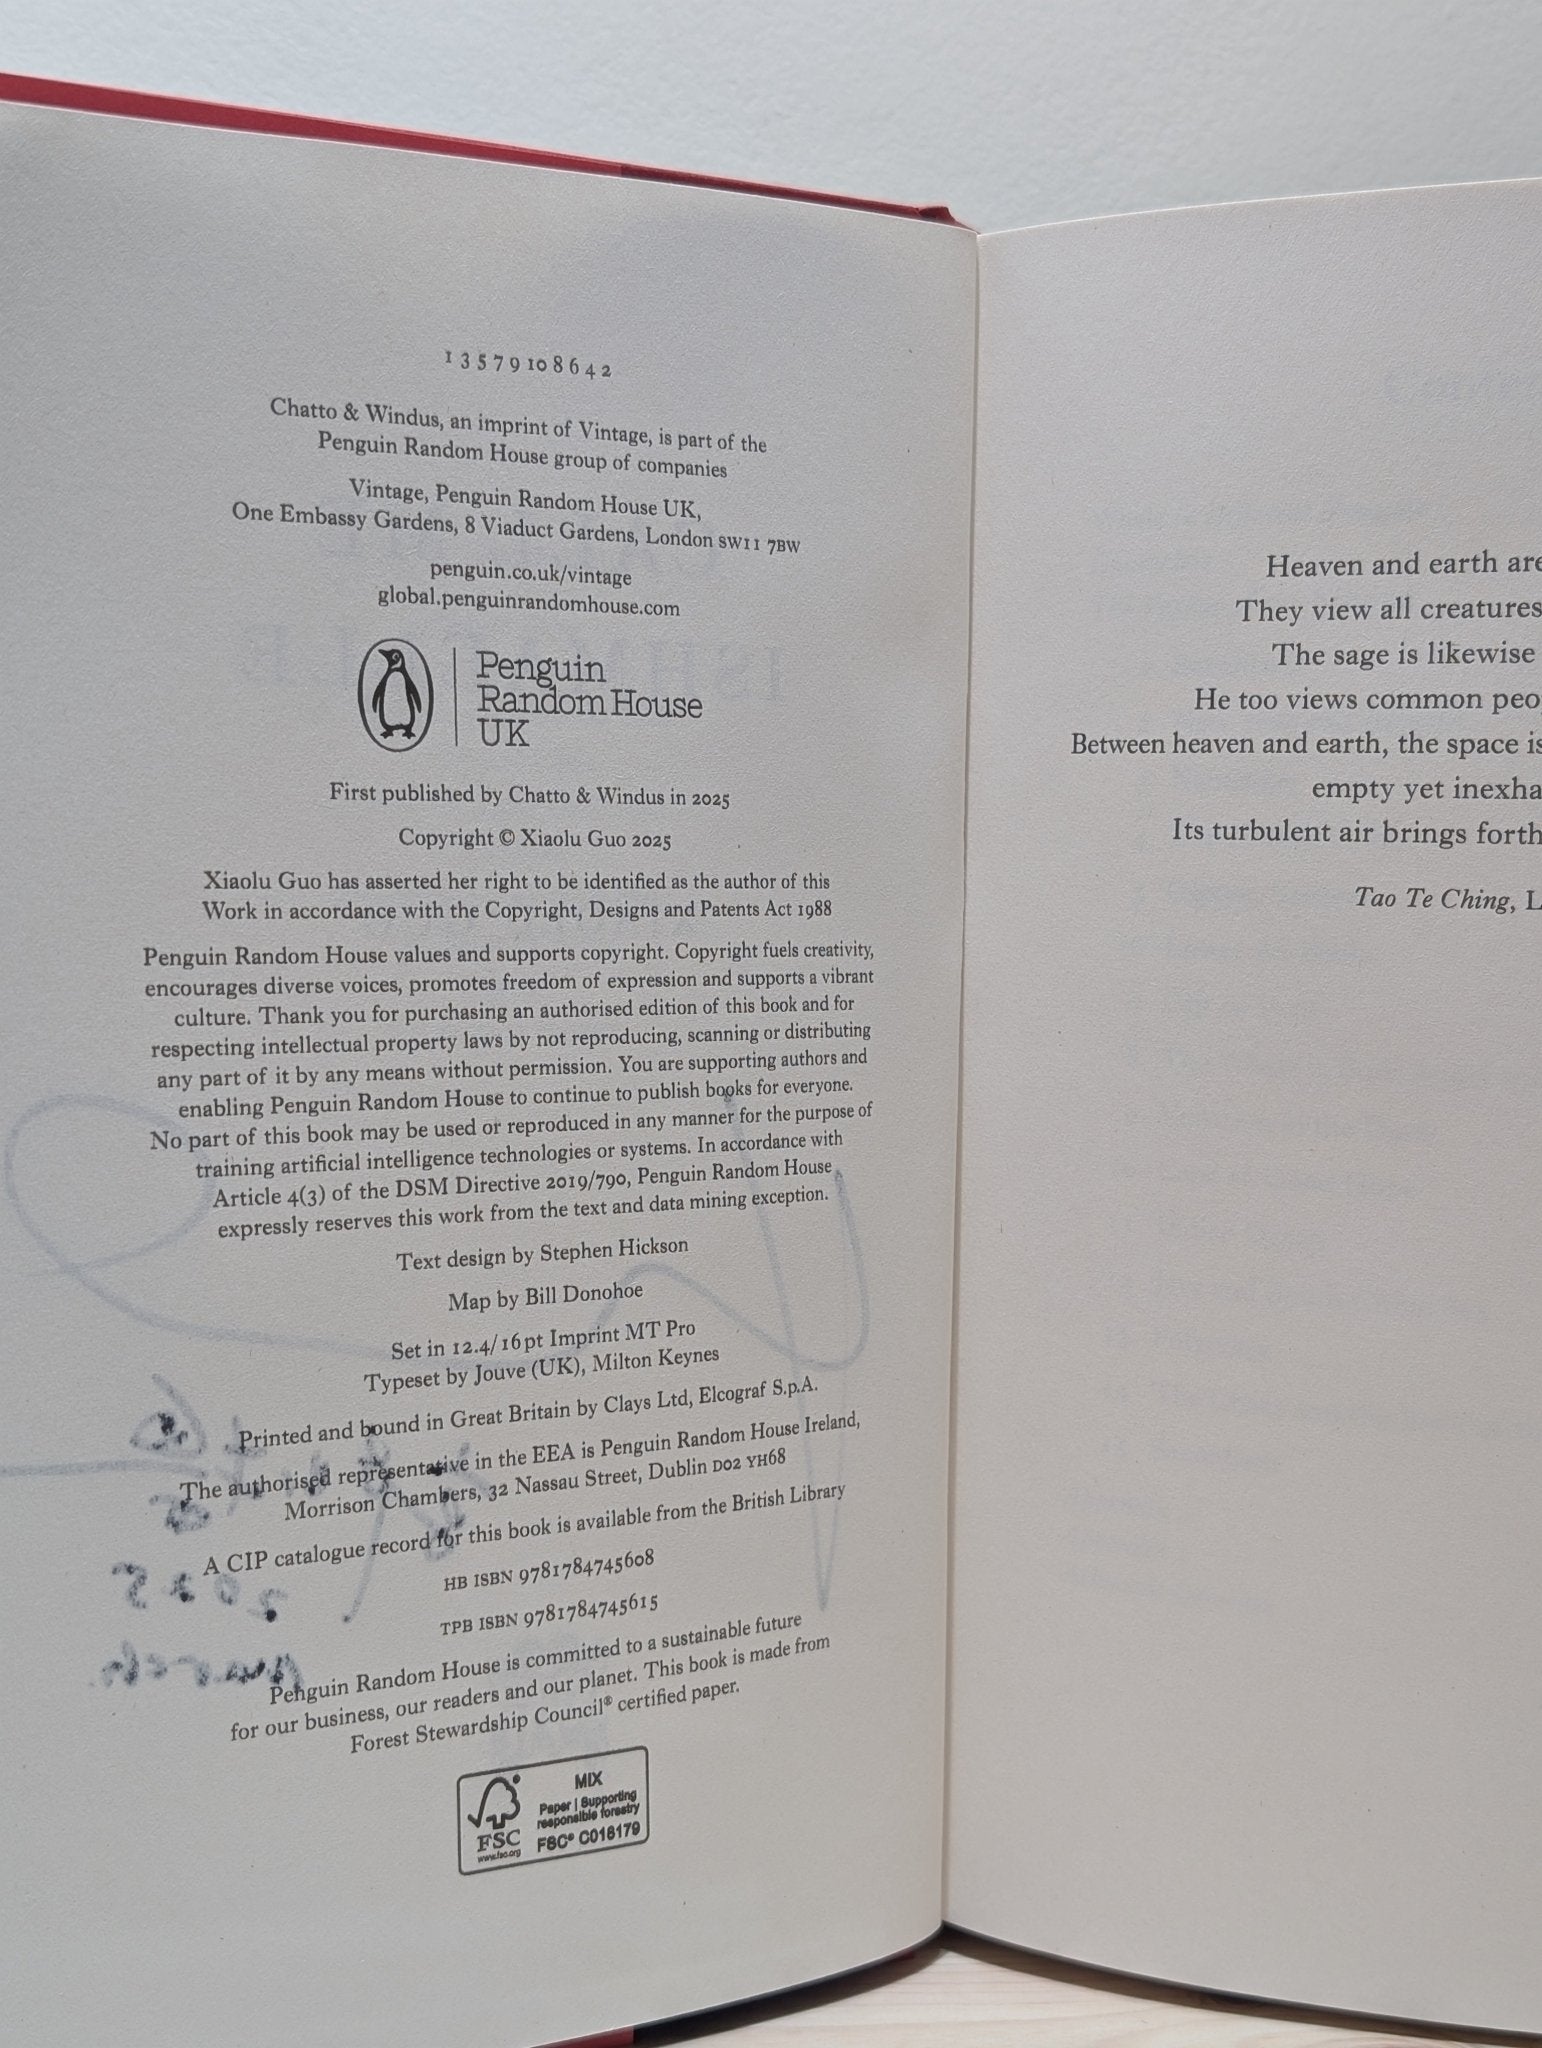 1 3 5 7 9 10 8 6 4 2
Chatto & Windus, an imprint of Vintage, is part of the
Penguin Random House group of companies
Vintage, Penguin Random House UK,
One Embassy Gardens, 8 Viaduct Gardens, London SW11 7BW
penguin.co.uk/vintage
global.penguinrandomhouse.com
Penguin
Random House
UK
First published by Chatto & Windus in 2025
Copyright © Xiaolu Guo 2025
Xiaolu Guo has asserted her right to be identified as the author of this
Work in accordance with the Copyright, Designs and Patents Act 1988
Penguin Random House values and supports copyright. Copyright fuels creativity,
encourages diverse voices, promotes freedom of expression and supports a vibrant
culture. Thank you for purchasing an authorised edition of this book and for
respecting intellectual property laws by not reproducing, scanning or distributing
any part of it by any means without permission. You are supporting authors and
enabling Penguin Random House to continue to publish books for everyone.
No part of this book may be used or reproduced in any manner for the purpose of
training artificial intelligence technologies or systems. In accordance with
Article 4(3) of the DSM Directive 2019/790, Penguin Random House
expressly reserves this work from the text and data mining exception.
Text design by Stephen Hickson
Map by Bill Donohoe
Set in 12.4/16pt Imprint MT Pro
Typeset by Jouve (UK), Milton Keynes
Printed and bound in Great Britain by Clays Ltd, Elcograf S.p.A.
The authorised representative in the EEA is Penguin Random House Ireland,
Morrison Chambers, 32 Nassau Street, Dublin D02 YH68
A CIP catalogue record for this book is available from the British Library
HB ISBN 9781784745608
TPB ISBN 9781784745615
Penguin Random House is committed to a sustainable future
for our business, our readers and our planet. This book is made from
Forest Stewardship Council® certified paper.
FSC
www.fsc.org
MIX
Paper | Supporting
responsible forestry
FSC® C018179
Heaven and earth are
They view all creatures
The sage is likewise
He too views common
Between heaven and earth, the space is
empty yet
Its turbulent air brings forth
Tao Te Ching,